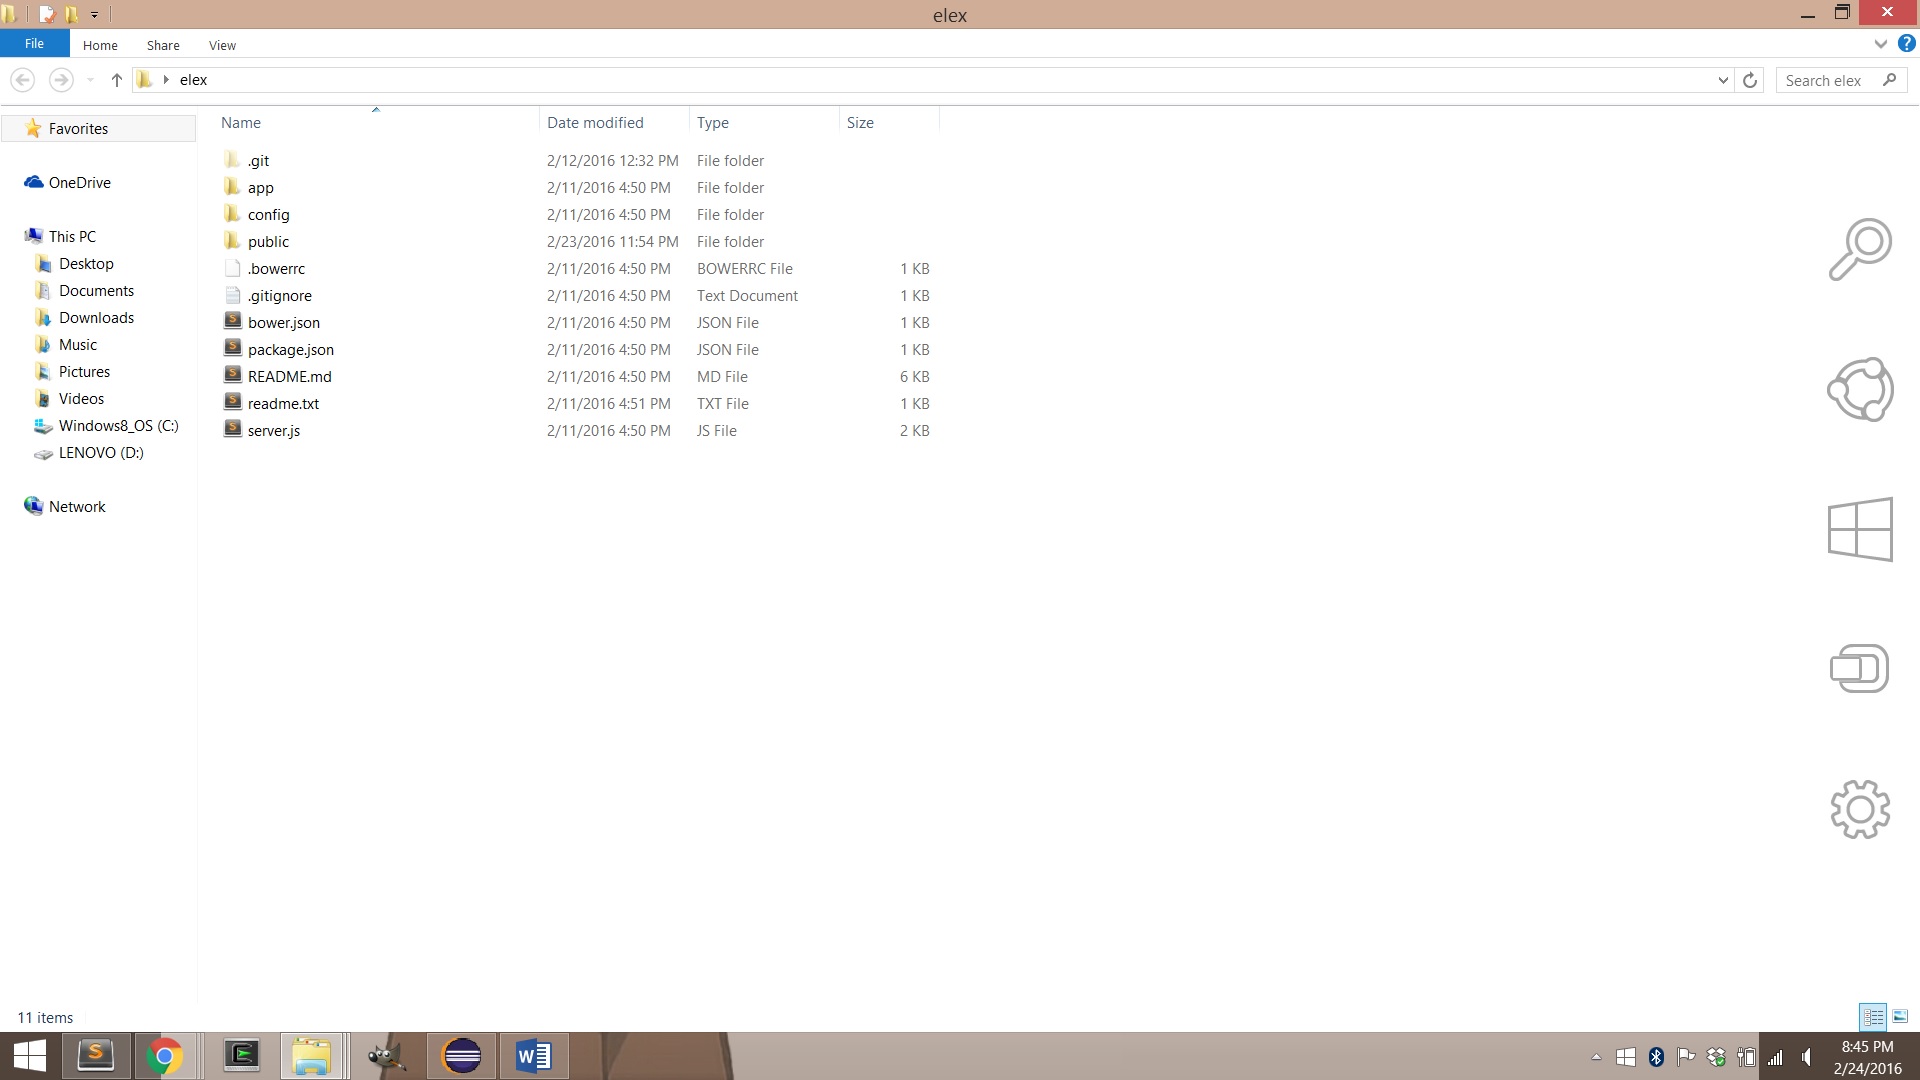 elex
File Home Share View
elex Search elex
Name Date modified Type Size
Favorites
OneDrive
This PC
Desktop
Documents
Downloads
Music
Pictures
Videos
Windows8_OS (C:)
LENOVO (D:)
Network
.git 2/12/2016 12:32 PM File folder
app 2/11/2016 4:50 PM File folder
config 2/11/2016 4:50 PM File folder
public 2/23/2016 11:54 PM File folder
.bowerrc 2/11/2016 4:50 PM BOWERRC File 1 KB
.gitignore 2/11/2016 4:50 PM Text Document 1 KB
bower.json 2/11/2016 4:50 PM JSON File 1 KB
package.json 2/11/2016 4:50 PM JSON File 1 KB
README.md 2/11/2016 4:50 PM MD File 6 KB
readme.txt 2/11/2016 4:51 PM TXT File 1 KB
server.js 2/11/2016 4:50 PM JS File 2 KB
11 items
8:45 PM
2/24/2016